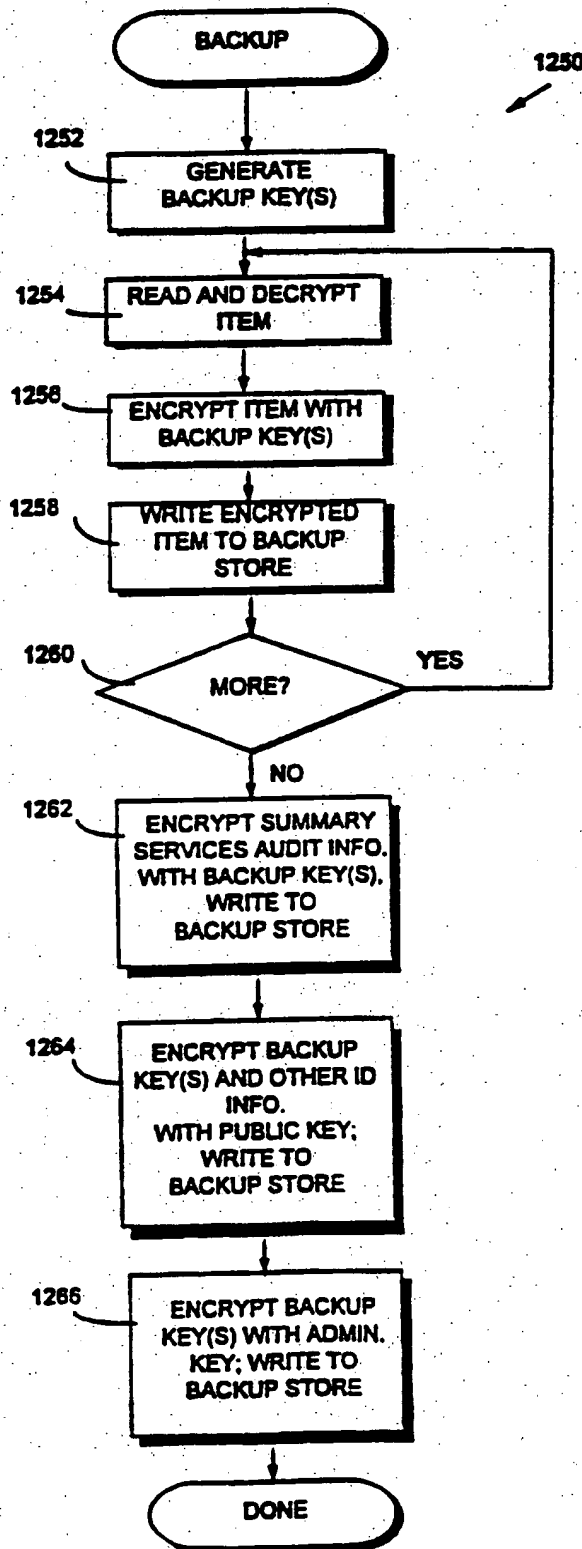 BACKUP
1250
1252
GENERATE
BACKUP KEY(S)
1254
READ AND DECRYPT
ITEM
1256
ENCRYPT ITEM WITH
BACKUP KEY(S)
1258
WRITE ENCRYPTED
ITEM TO BACKUP
STORE
1260
MORE?
YES
NO
1262
ENCRYPT SUMMARY
SERVICES AUDIT INFO.
WITH BACKUP KEY(S),
WRITE TO
BACKUP STORE
1264
ENCRYPT BACKUP
KEY(S) AND OTHER ID
INFO.
WITH PUBLIC KEY;
WRITE TO
BACKUP STORE
1266
ENCRYPT BACKUP
KEY(S) WITH ADMIN.
KEY; WRITE TO
BACKUP STORE
DONE